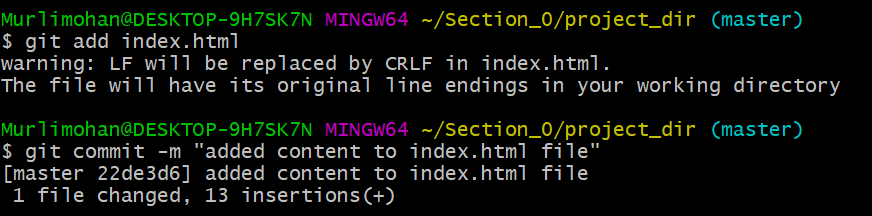 Murlimohan@DESKTOP-9H7SK7N MINGW64 ~/Section_0/project_dir (master)
$ git add index.html
warning: LF will be replaced by CRLF in index.html.
The file will have its original line endings in your working directory
Murlimohan@DESKTOP-9H7SK7N MINGW64 ~/Section_0/project_dir (master)
$ git commit -m "added content to index.html file"
[master 22de3d6] added content to index.html file
 1 file changed, 13 insertions(+)